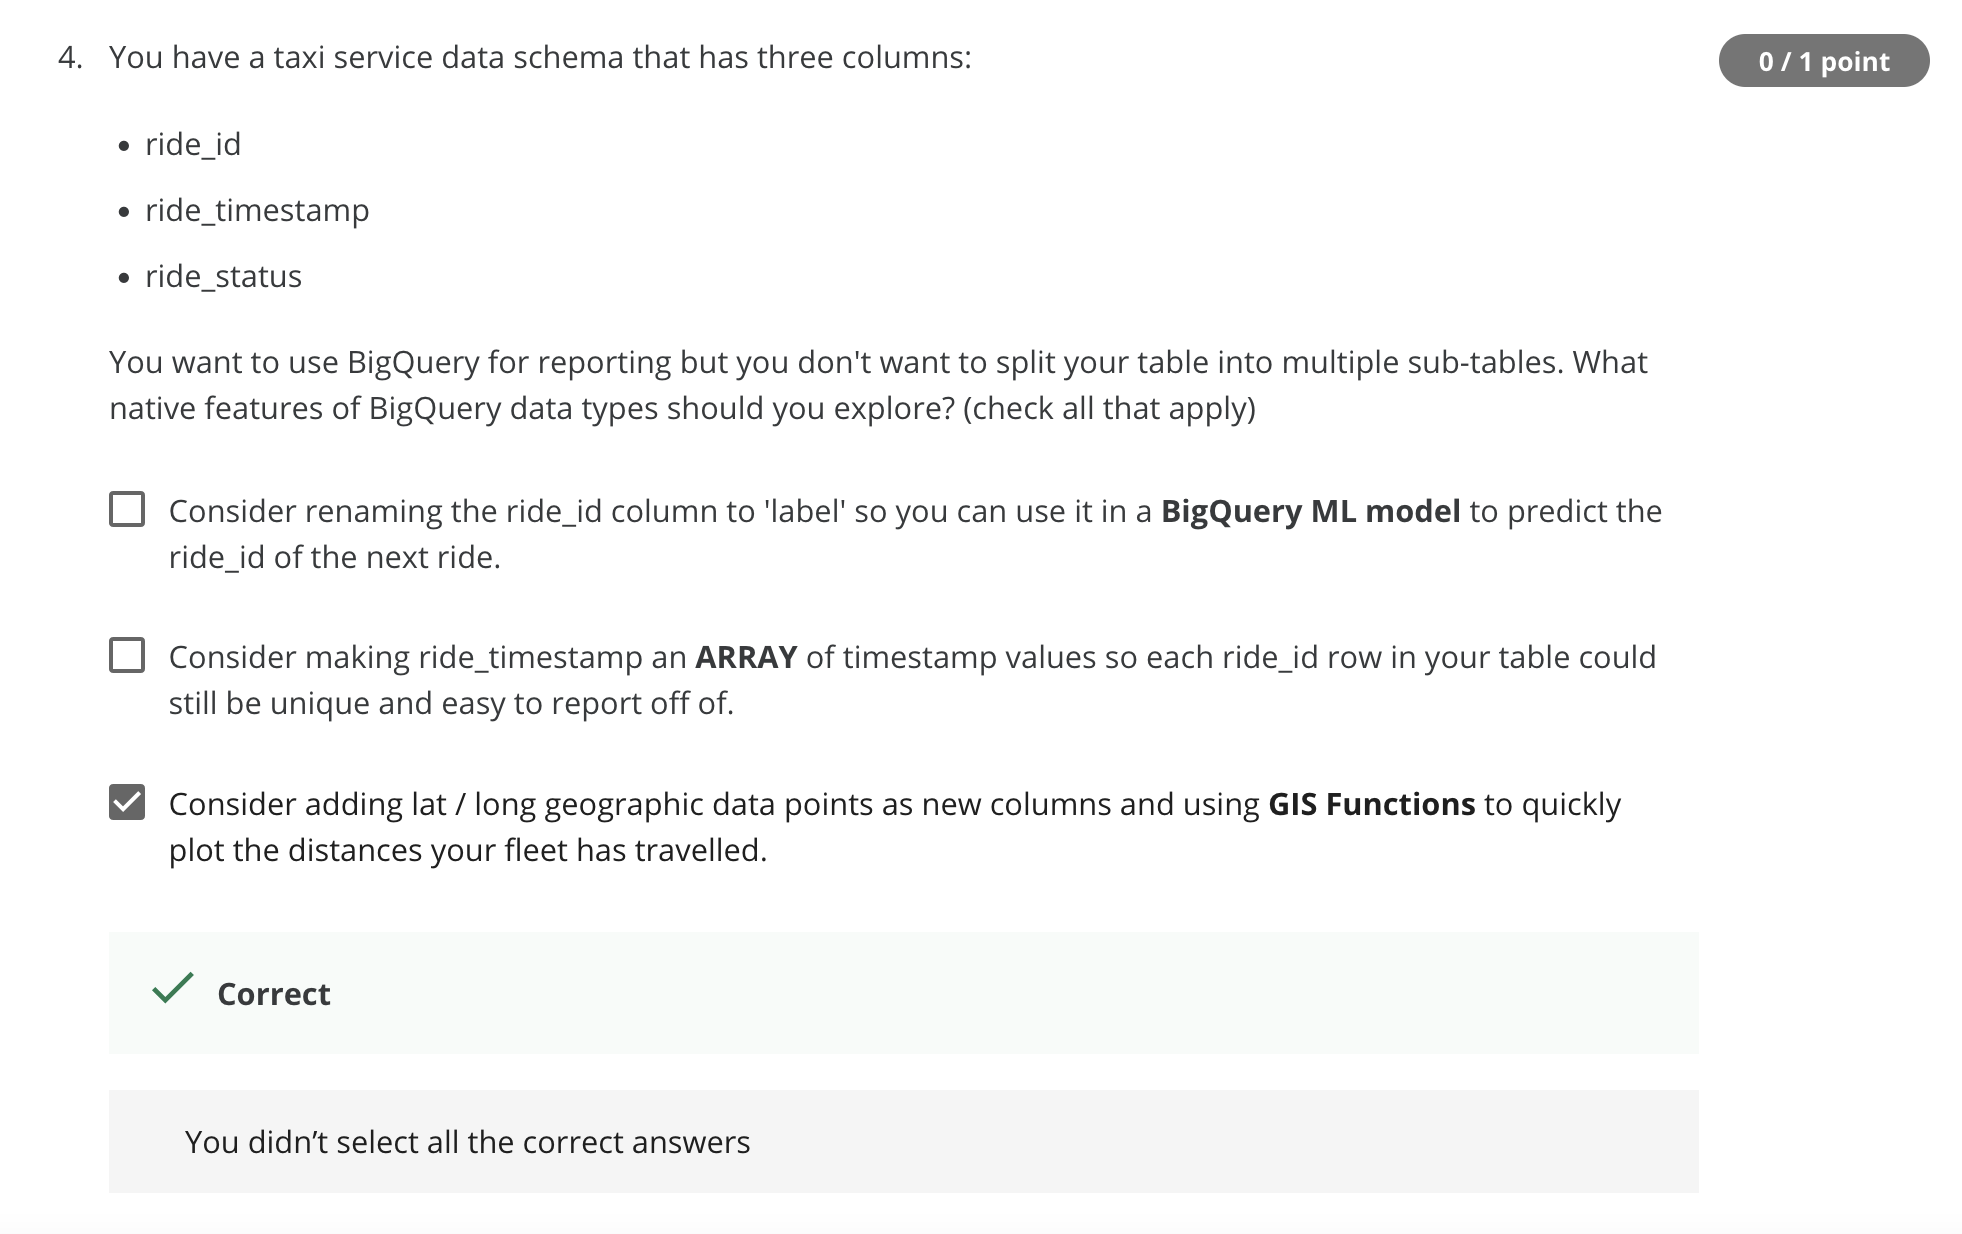 4. You have a taxi service data schema that has three columns:
0 / 1 point
• ride_id
• ride_timestamp
• ride_status
You want to use BigQuery for reporting but you don't want to split your table into multiple sub-tables. What
native features of BigQuery data types should you explore? (check all that apply)
Consider renaming the ride_id column to 'label' so you can use it in a BigQuery ML model to predict the
ride_id of the next ride.
Consider making ride_timestamp an ARRAY of timestamp values so each ride_id row in your table could
still be unique and easy to report off of.
Consider adding lat / long geographic data points as new columns and using GIS Functions to quickly
plot the distances your fleet has travelled.
Correct
You didn’t select all the correct answers